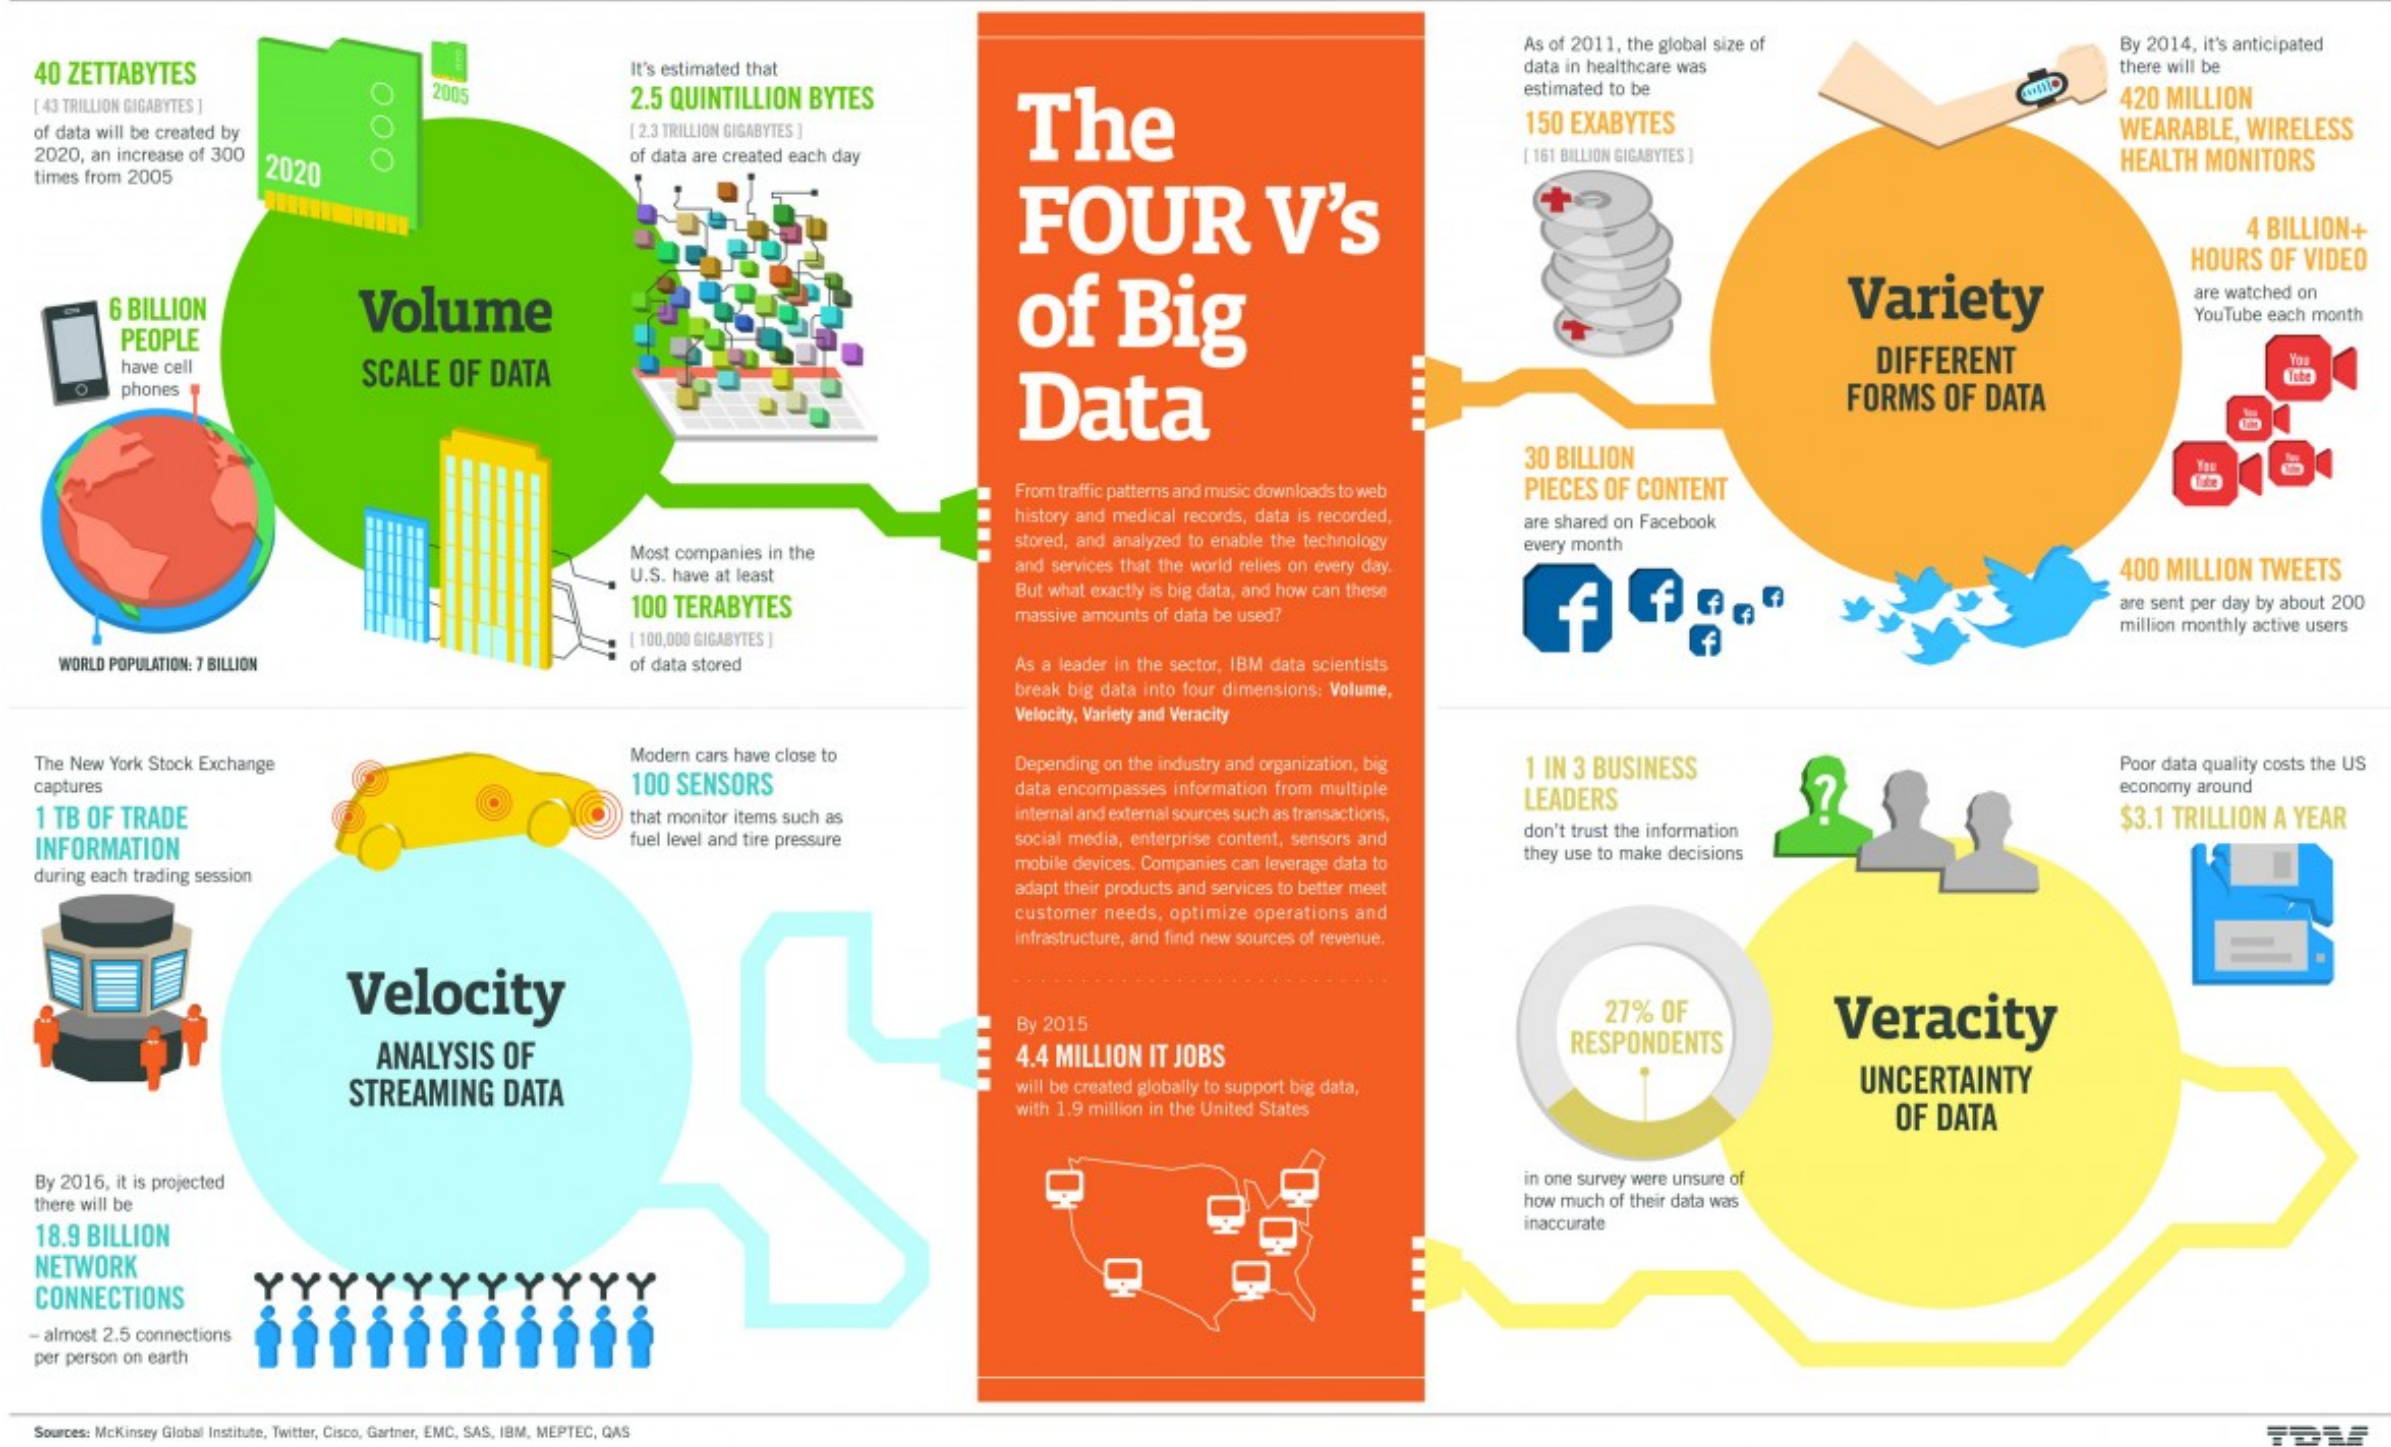 40 ZETTABYTES
[ 43 TRILLION GIGABYTES ]
of data will be created by
2020, an increase of 300
times from 2005
2020
2005
It's estimated that
2.5 QUINTILLION BYTES
[ 2.3 TRILLION GIGABYTES ]
of data are created each day
6 BILLION
PEOPLE
have cell
phones
WORLD POPULATION: 7 BILLION
Volume
SCALE OF DATA
Most companies in the
U.S. have at least
100 TERABYTES
[ 100,000 GIGABYTES ]
of data stored
The New York Stock Exchange
captures
1 TB OF TRADE
INFORMATION
during each trading session
Modern cars have close to
100 SENSORS
that monitor items such as
fuel level and tire pressure
Velocity
ANALYSIS OF
STREAMING DATA
By 2016, it is projected
there will be
18.9 BILLION
NETWORK
CONNECTIONS
– almost 2.5 connections
per person on earth
The
FOUR V's
of Big
Data
From traffic patterns and music downloads to web
history and medical records, data is recorded,
stored, and analyzed to enable the technology
and services that the world relies on every day.
But what exactly is big data, and how can these
massive amounts of data be used?
As a leader in the sector, IBM data scientists
break big data into four dimensions: Volume,
Velocity, Variety and Veracity
Depending on the industry and organization, big
data encompasses information from multiple
internal and external sources such as transactions,
social media, enterprise content, sensors and
mobile devices. Companies can leverage data to
adapt their products and services to better meet
customer needs, optimize operations and
infrastructure, and find new sources of revenue.
By 2015
4.4 MILLION IT JOBS
will be created globally to support big data,
with 1.9 million in the United States
As of 2011, the global size of
data in healthcare was
estimated to be
150 EXABYTES
[ 161 BILLION GIGABYTES ]
By 2014, it's anticipated
there will be
420 MILLION
WEARABLE, WIRELESS
HEALTH MONITORS
4 BILLION+
HOURS OF VIDEO
are watched on
YouTube each month
You
Tube
You
Tube
You
Tube
You
Tube
Variety
DIFFERENT
FORMS OF DATA
30 BILLION
PIECES OF CONTENT
are shared on Facebook
every month
f
f
f
f
f
f
400 MILLION TWEETS
are sent per day by about 200
million monthly active users
1 IN 3 BUSINESS
LEADERS
don't trust the information
they use to make decisions
?
Poor data quality costs the US
economy around
$3.1 TRILLION A YEAR
27% OF
RESPONDENTS
in one survey were unsure of
how much of their data was
inaccurate
Veracity
UNCERTAINTY
OF DATA
Sources: McKinsey Global Institute, Twitter, Cisco, Gartner, EMC, SAS, IBM, MEPTEC, QAS
IBM